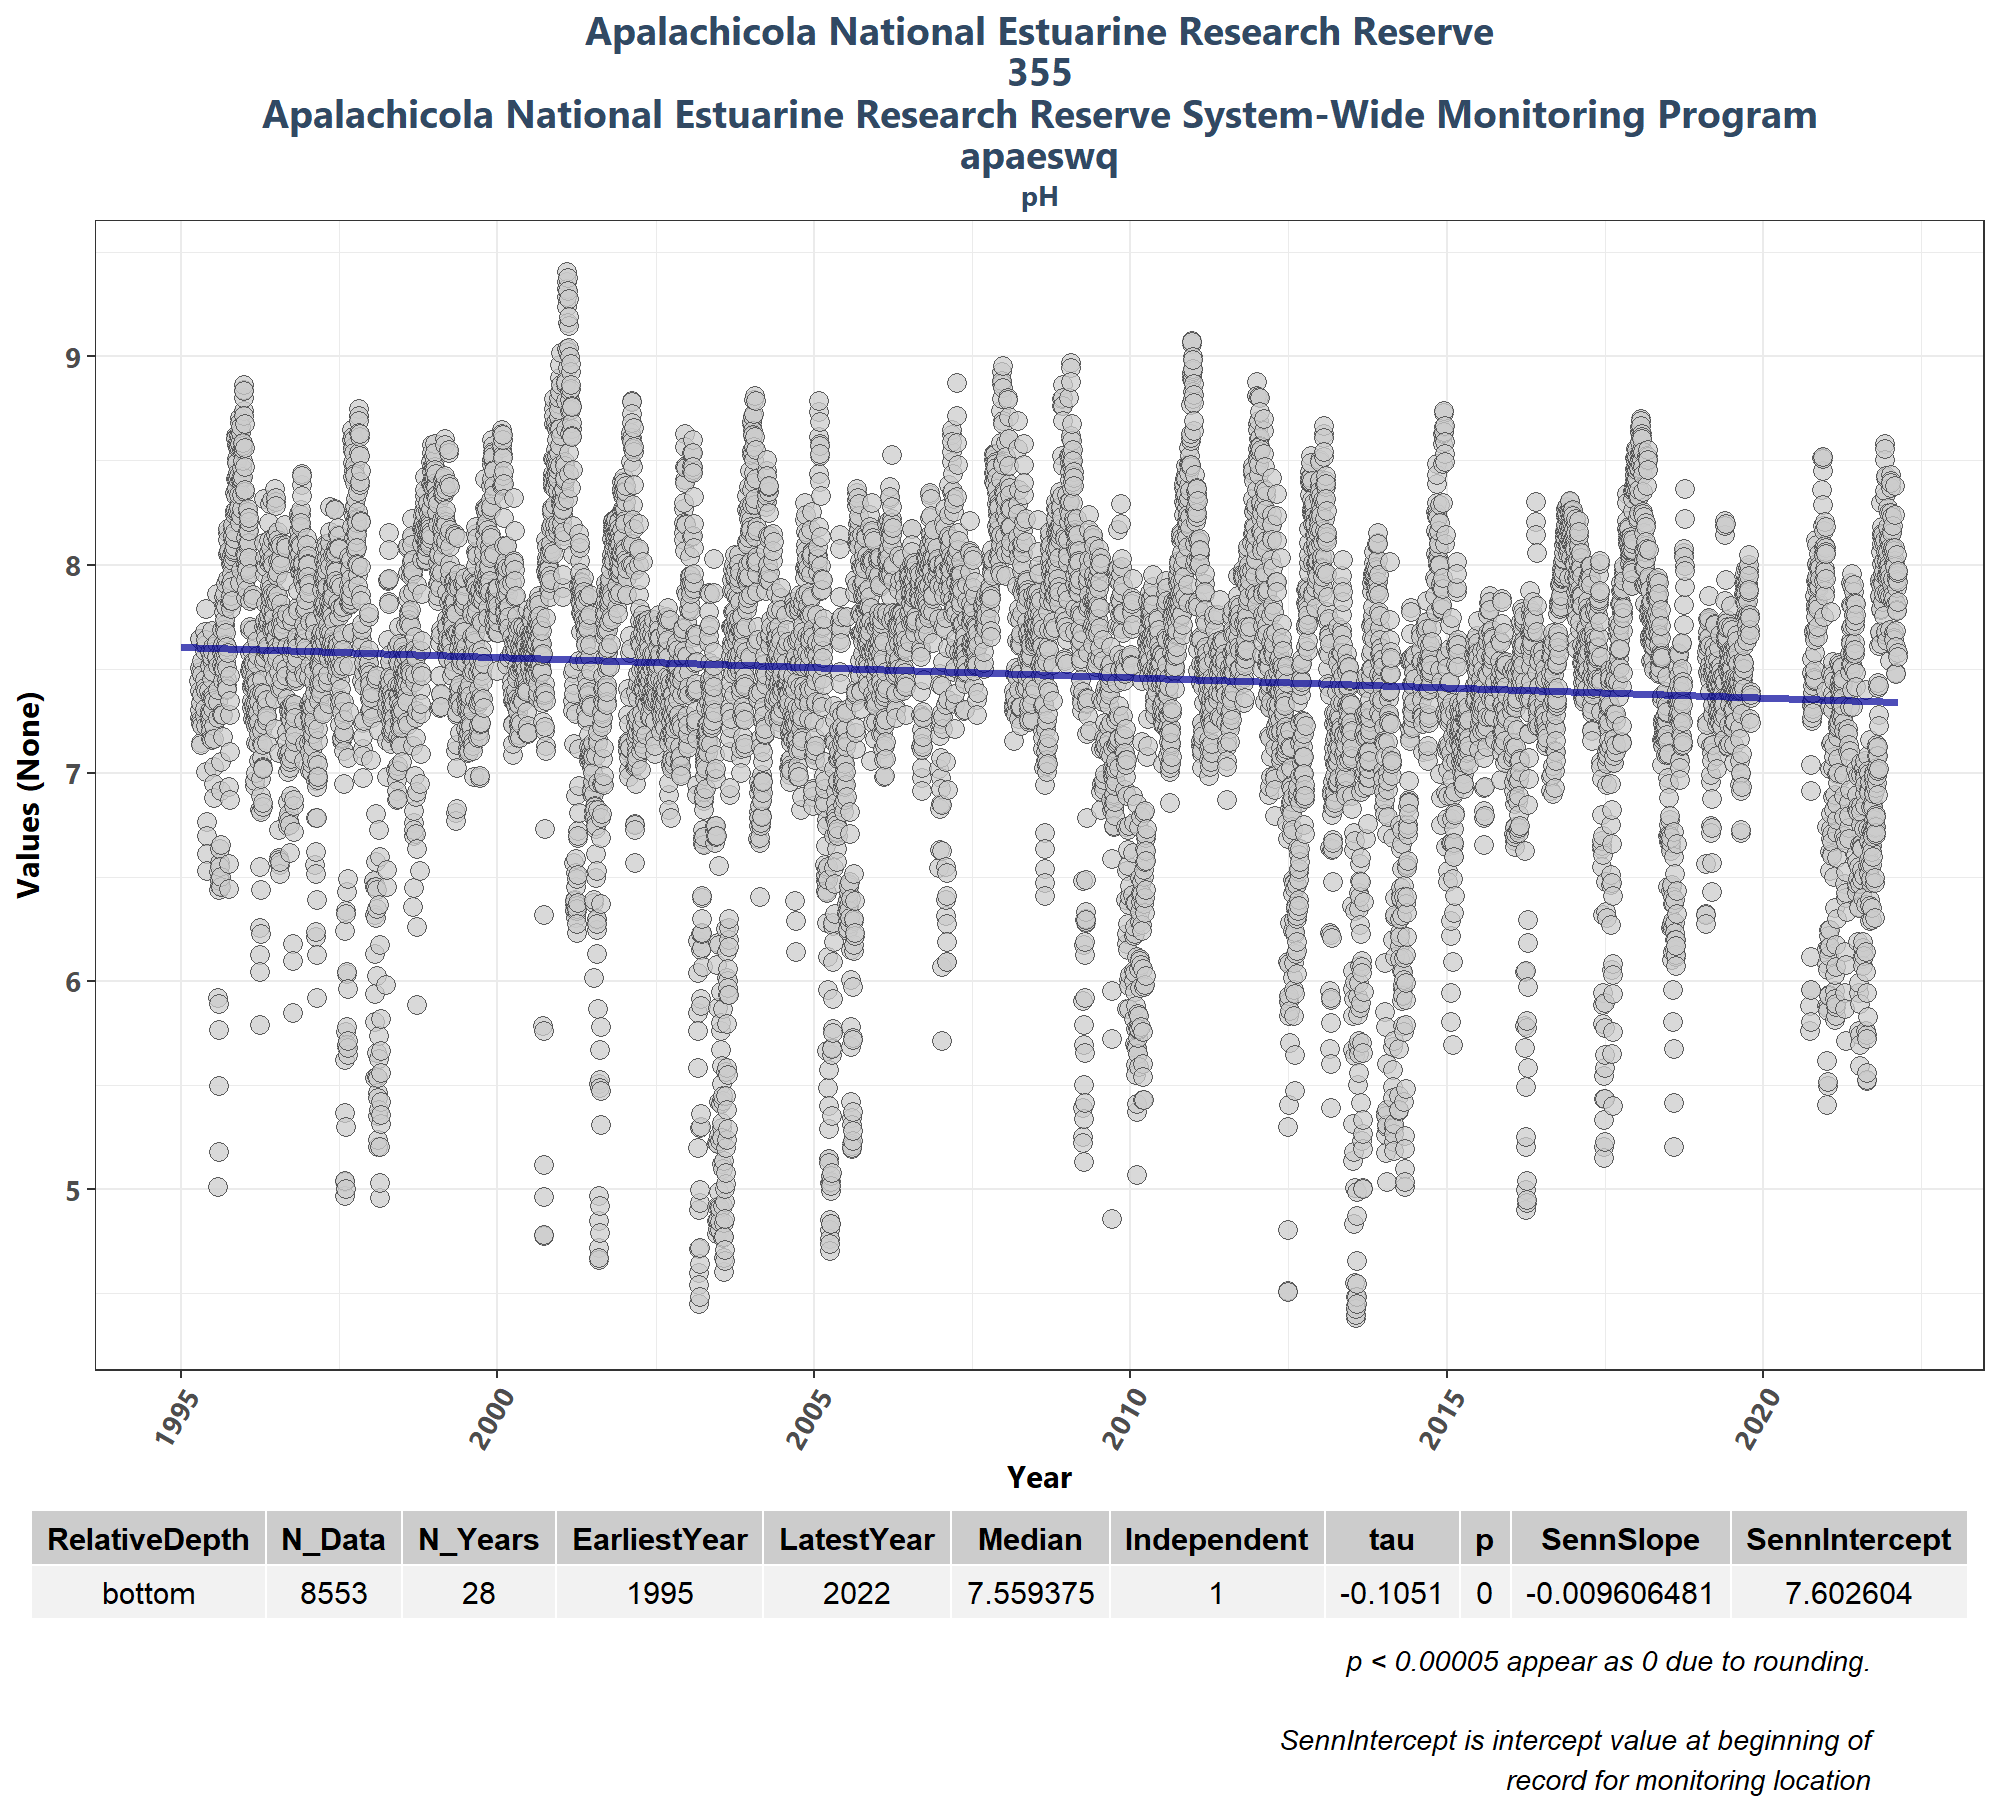 Apalachicola National Estuarine Research Reserve
355
Apalachicola National Estuarine Research Reserve System-Wide Monitoring Program
apaeswq
pH
Values (None)
9
8
7
6
5
1995 2000 2005 2010 2015 2020
Year
RelativeDepth N_Data N_Years EarliestYear LatestYear Median Independent tau p SennSlope SennIntercept
bottom 8553 28 1995 2022 7.559375 1 -0.1051 0 -0.009606481 7.602604
p < 0.00005 appear as 0 due to rounding.
SennIntercept is intercept value at beginning of
record for monitoring location